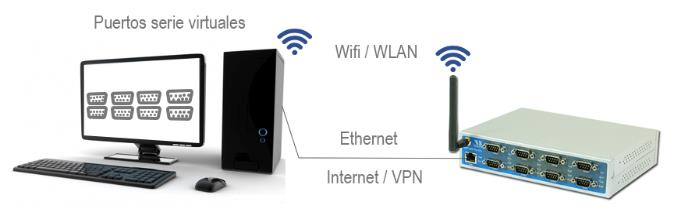 Puertos serie virtuales
Wifi / WLAN
Ethernet
Internet / VPN